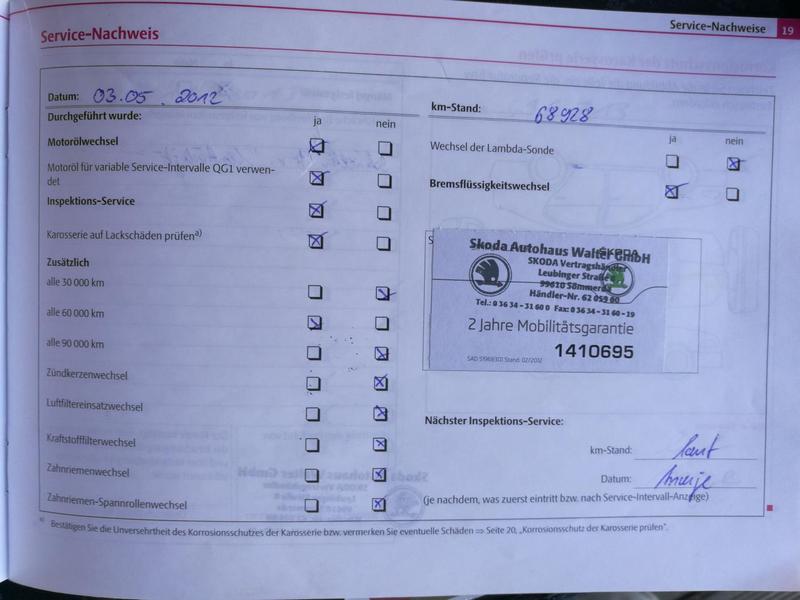 Service-Nachweise 19
Service-Nachweis
Datum: 03.05.2012
km-Stand: 68928
Durchgeführt wurde:
ja nein
ja nein
Motorölwechsel
Wechsel der Lambda-Sonde
Motoröl für variable Service-Intervalle QG1 verwen-
det
Bremsflüssigkeitswechsel
Inspektions-Service
Karosserie auf Lackschäden prüfen a)
Zusätzlich
alle 30 000 km
alle 60 000 km
alle 90 000 km
Zündkerzenwechsel
Luftfiltereinsatzwechsel
Kraftstofffilterwechsel
Zahnriemenwechsel
Zahnriemen-Spannrollenwechsel
S
ŠKODA
Skoda Autohaus Walter GmbH
SKODA Vertragshändler
Leubinger Straße
99610 Sömmerda
Händler-Nr. 62 059 00
Tel.: 0 36 34 – 31 60 0 Fax: 0 36 34 – 31 60 – 19
2 Jahre Mobilitätsgarantie
1410695
Nächster Inspektions-Service:
km-Stand: laut
Datum: Anzeige
(je nachdem, was zuerst eintritt bzw. nach Service-Intervall-Anzeige)
a) Bestätigen Sie die Unversehrtheit des Korrosionsschutzes der Karosserie bzw. vermerken Sie eventuelle Schäden ⇒ Seite 20, „Korrosionsschutz der Karosserie prüfen".